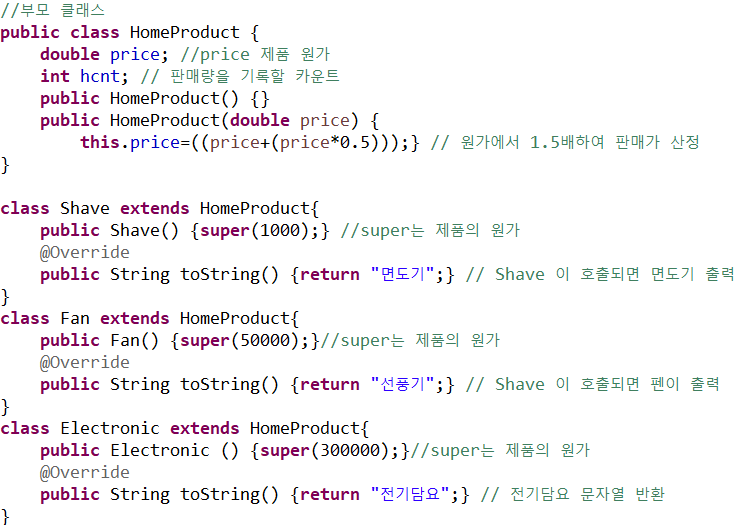 //부모 클래스
public class HomeProduct {
    double price; //price 제품 원가
    int hcnt; // 판매량을 기록할 카운트
    public HomeProduct() {}
    public HomeProduct(double price) {
        this.price=((price+(price*0.5)));} // 원가에서 1.5배하여 판매가 산정
}

class Shave extends HomeProduct{
    public Shave() {super(1000);} //super는 제품의 원가
    @Override
    public String toString() {return "면도기";} // Shave 이 호출되면 면도기 출력
}
class Fan extends HomeProduct{
    public Fan() {super(50000);}//super는 제품의 원가
    @Override
    public String toString() {return "선풍기";} // Shave 이 호출되면 펜이 출력
}
class Electronic extends HomeProduct{
    public Electronic () {super(300000);}//super는 제품의 원가
    @Override
    public String toString() {return "전기담요";} // 전기담요 문자열 반환
}